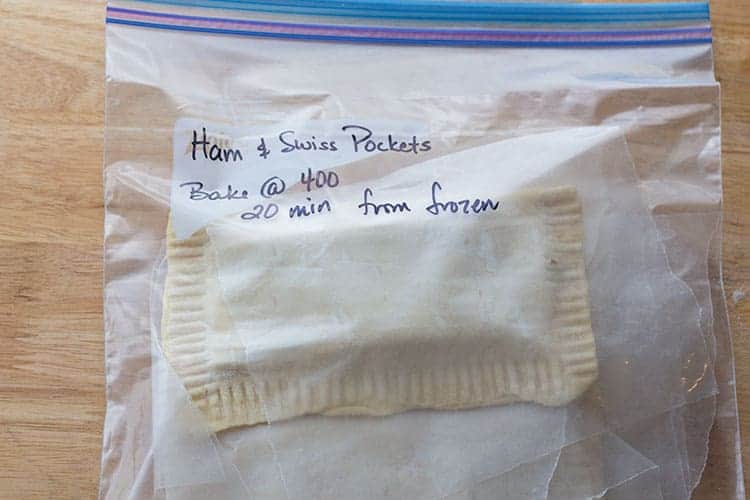 Ham & Swiss Pockets
Bake @ 400
20 min from frozen